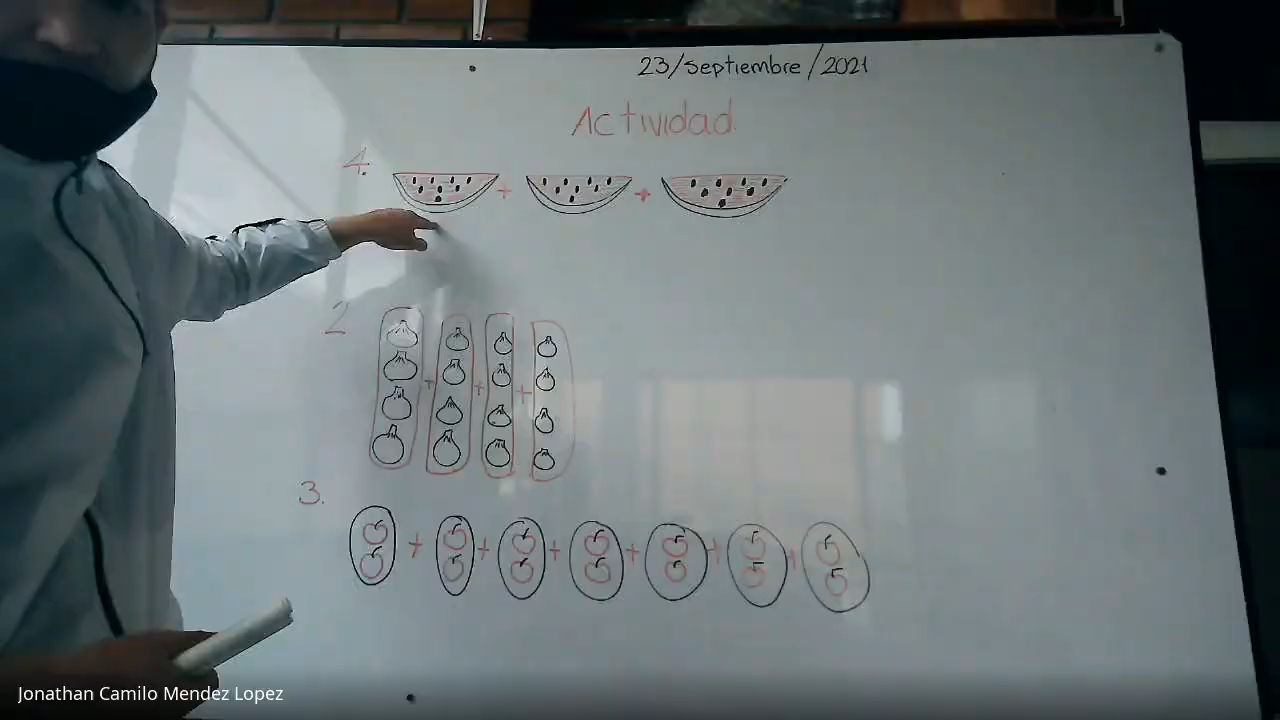 23/Septiembre/2021
Actividad
4. + +
2 + + +
3.
+ + + + + +
Jonathan Camilo Mendez Lopez